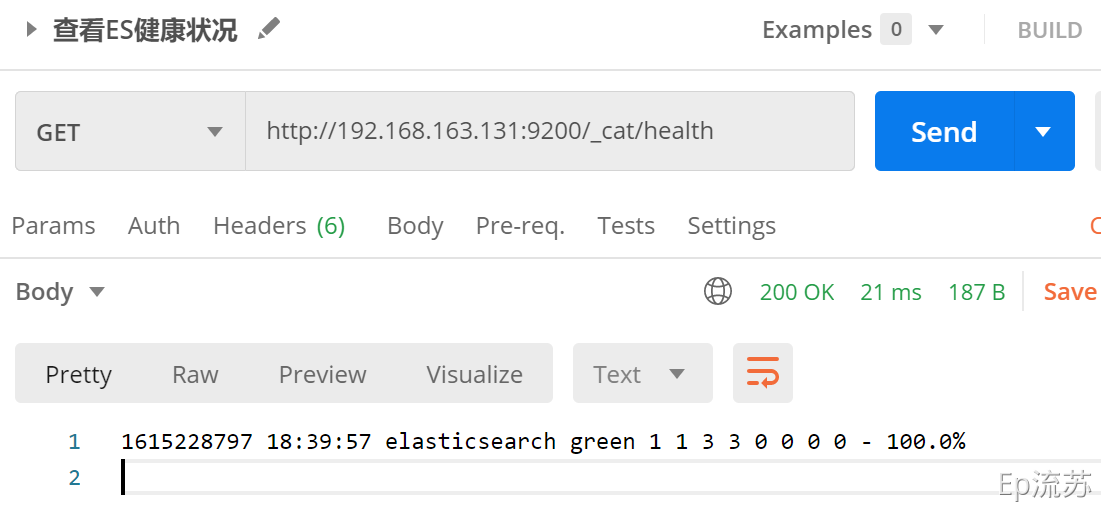 查看ES健康状况 Examples 0 BUILD
GET http://192.168.163.131:9200/_cat/health Send
Params Auth Headers (6) Body Pre-req. Tests Settings
Body 200 OK 21 ms 187 B Save
Pretty Raw Preview Visualize Text
1 1615228797 18:39:57 elasticsearch green 1 1 3 3 0 0 0 0 - 100.0%
2
Ep流苏